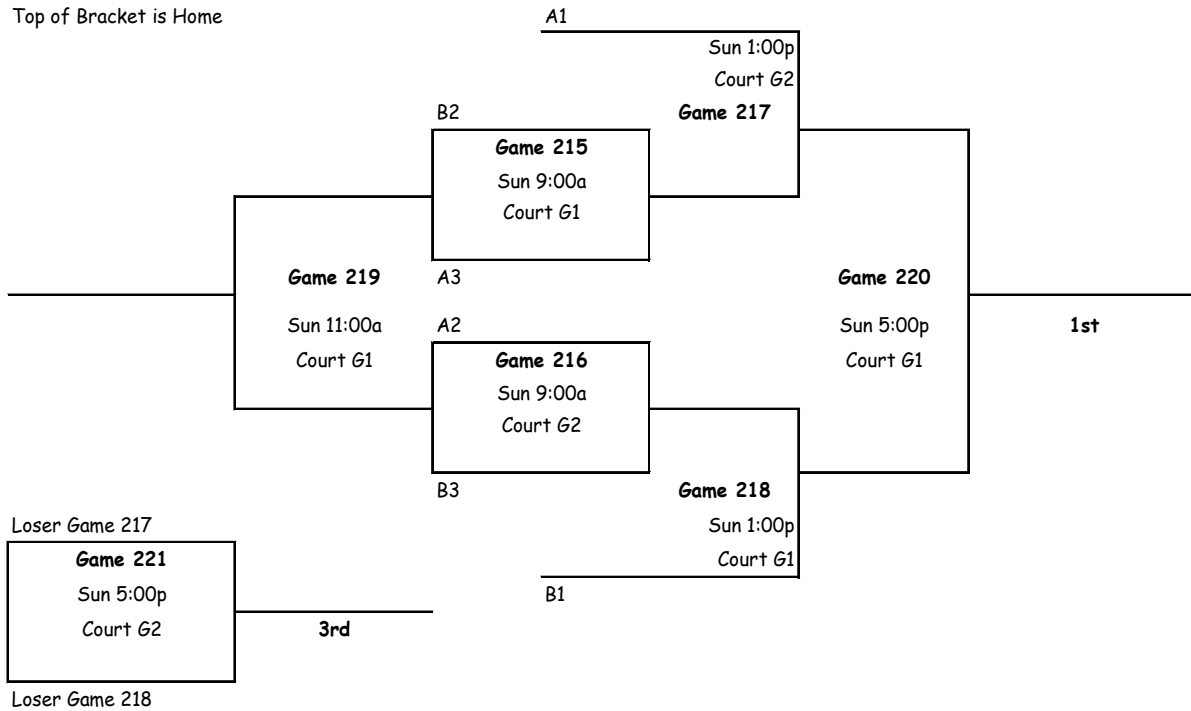 Top of Bracket is Home
A1
Sun 1:00p
Court G2
Game 217
B2
Game 215
Sun 9:00a
Court G1
A3
Game 219
Sun 11:00a
Court G1
A2
Game 216
Sun 9:00a
Court G2
B3
Game 218
Sun 1:00p
Court G1
B1
Game 220
Sun 5:00p
Court G1
1st
Loser Game 217
Game 221
Sun 5:00p
Court G2
3rd
Loser Game 218